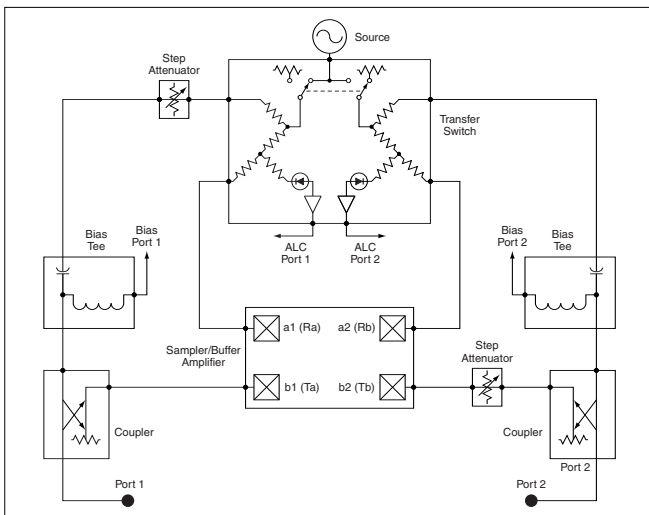 Source
Step
Attenuator
Transfer
Switch
Bias
Tee
Bias
Port 1
ALC
Port 1
ALC
Port 2
Bias
Port 2
Bias
Tee
a1 (Ra)
a2 (Rb)
Sampler/Buffer
Amplifier
Step
Attenuator
b1 (Ta)
b2 (Tb)
Coupler
Coupler
Port 2
Port 1
Port 2